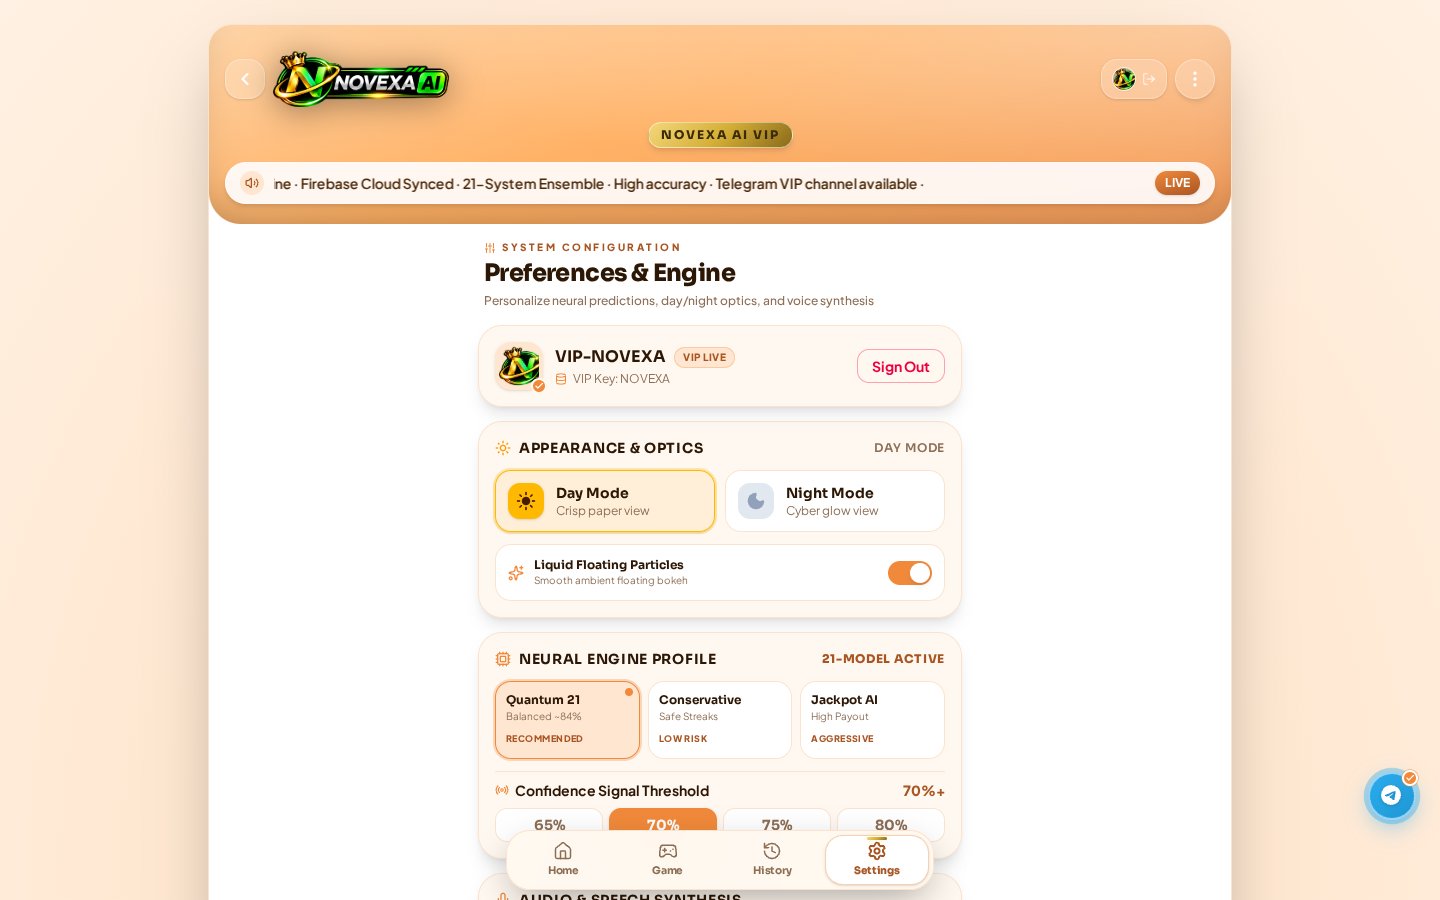 NOVEXA AI
NOVEXA AI VIP
ine · Firebase Cloud Synced · 21-System Ensemble · High accuracy · Telegram VIP channel available ·
LIVE
SYSTEM CONFIGURATION
Preferences & Engine
Personalize neural predictions, day/night optics, and voice synthesis
VIP-NOVEXA
VIP LIVE
VIP Key: NOVEXA
Sign Out
APPEARANCE & OPTICS
DAY MODE
Day Mode
Crisp paper view
Night Mode
Cyber glow view
Liquid Floating Particles
Smooth ambient floating bokeh
NEURAL ENGINE PROFILE
21-MODEL ACTIVE
Quantum 21
Balanced ~84%
RECOMMENDED
Conservative
Safe Streaks
LOW RISK
Jackpot AI
High Payout
AGGRESSIVE
Confidence Signal Threshold
70%+
65%
70%
75%
80%
Home
Game
History
Settings
AUDIO & SPEECH SYNTHESIS